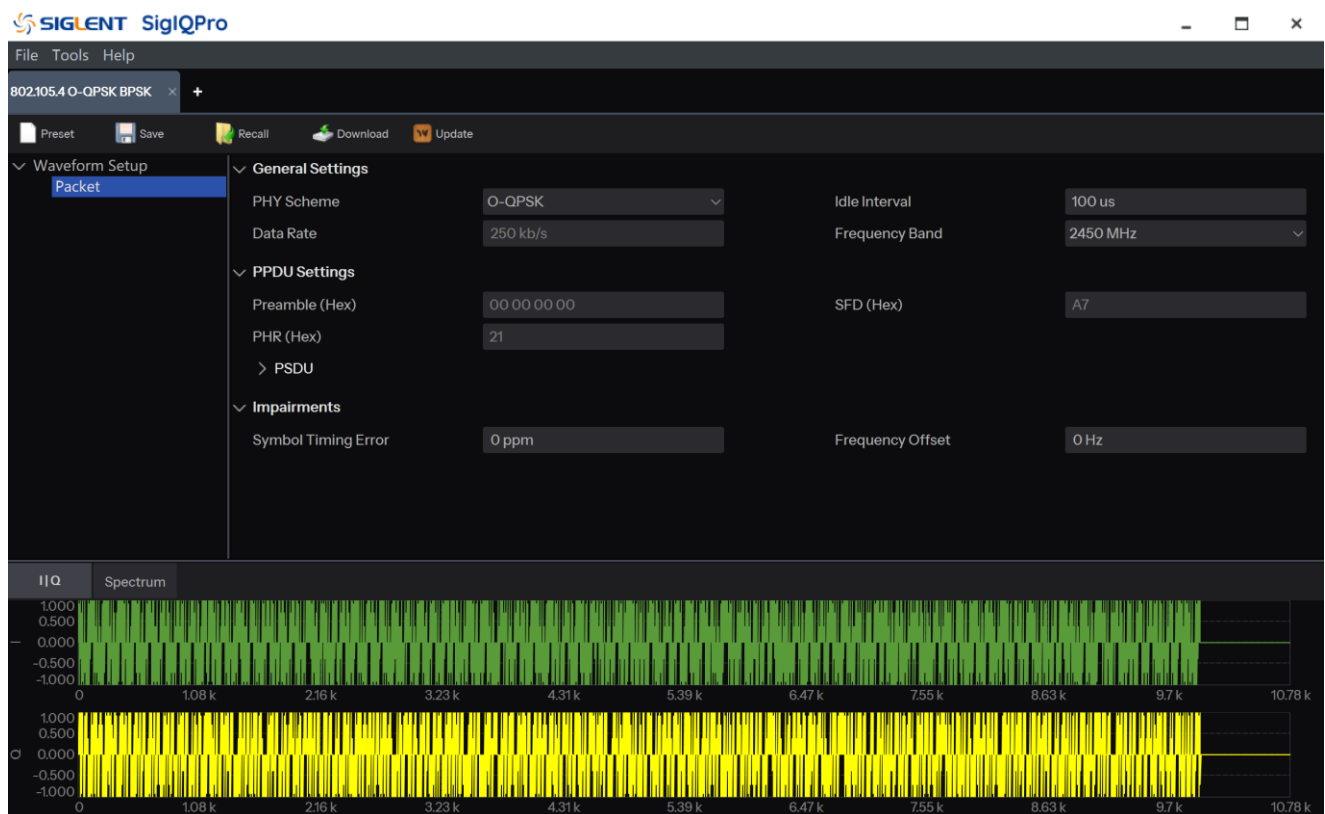 SIGLENT SigIQPro
File Tools Help
802.105.4 O-QPSK BPSK × +
Preset Save Recall Download Update
Waveform Setup
Packet
General Settings
PHY Scheme O-QPSK Idle Interval 100 us
Data Rate 250 kb/s Frequency Band 2450 MHz
PPDU Settings
Preamble (Hex) 00 00 00 00 SFD (Hex) A7
PHR (Hex) 21
PSDU
Impairments
Symbol Timing Error 0 ppm Frequency Offset 0 Hz
I|Q Spectrum
1.000
0.500
I 0.000
-0.500
-1.000
0 1.08 k 2.16 k 3.23 k 4.31 k 5.39 k 6.47 k 7.55 k 8.63 k 9.7 k 10.78 k
1.000
0.500
Q 0.000
-0.500
-1.000
0 1.08 k 2.16 k 3.23 k 4.31 k 5.39 k 6.47 k 7.55 k 8.63 k 9.7 k 10.78 k